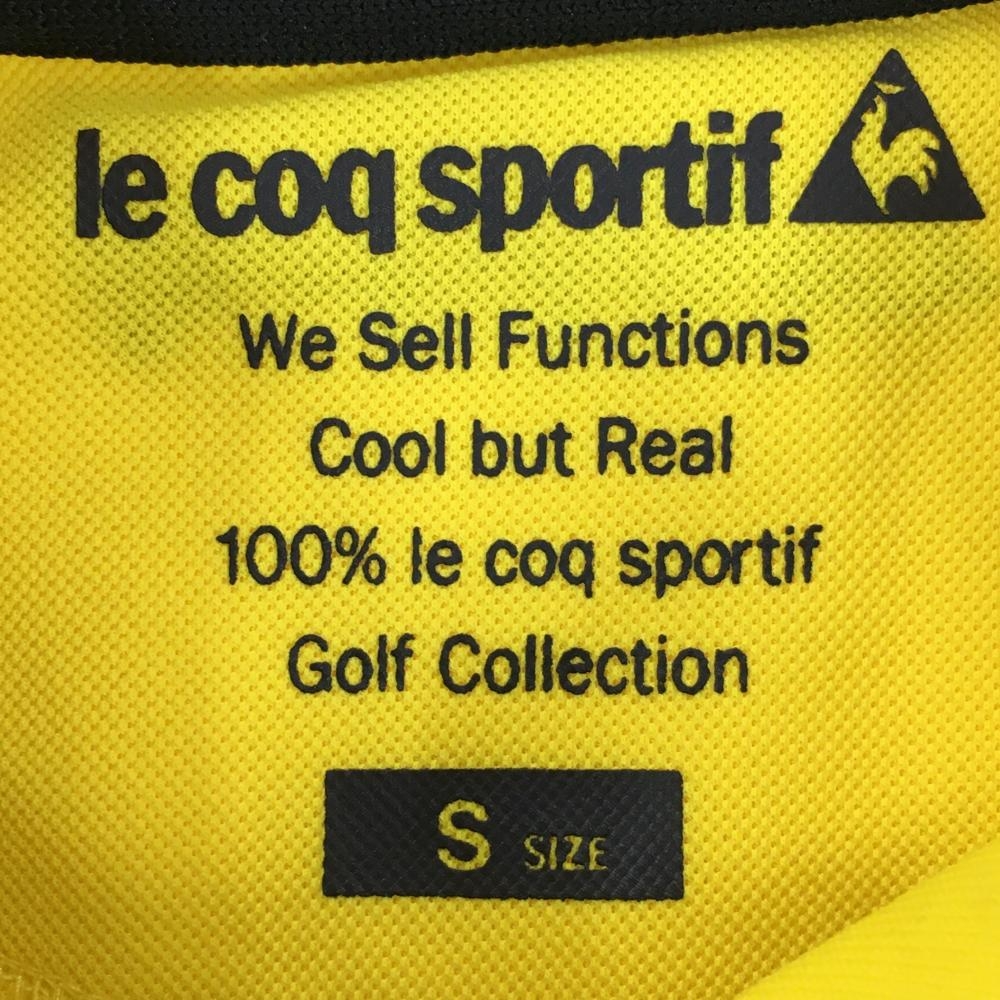 le coq sportif
We Sell Functions
Cool but Real
100% le coq sportif
Golf Collection
S SIZE